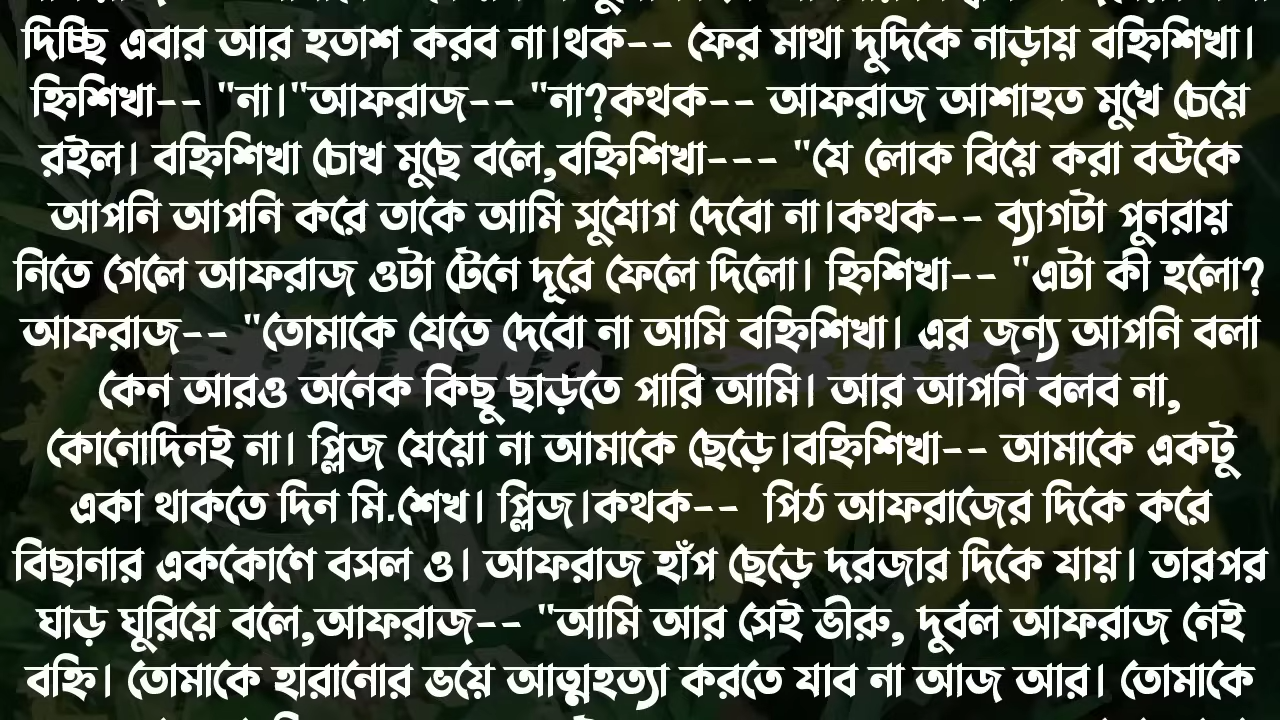 দিচ্ছি এবার আর হতাশ করব না।থক-- ফের মাথা দুদিকে নাড়ায় বহ্নিশিখা।
হ্নিশিখা-- "না।"আফরাজ-- "না?কথক-- আফরাজ আশাহত মুখে চেয়ে
রইল। বহ্নিশিখা চোখ মুছে বলে,বহ্নিশিখা--- "যে লোক বিয়ে করা বউকে
আপনি আপনি করে তাকে আমি সুযোগ দেবো না।কথক-- ব্যাগটা পুনরায়
নিতে গেলে আফরাজ ওটা টেনে দূরে ফেলে দিলো। হ্নিশিখা-- "এটা কী হলো?
আফরাজ-- "তোমাকে যেতে দেবো না আমি বহ্নিশিখা। এর জন্য আপনি বলা
কেন আরও অনেক কিছু ছাড়তে পারি আমি। আর আপনি বলব না,
কোনোদিনই না। প্লিজ যেয়ো না আমাকে ছেড়ে।বহ্নিশিখা-- আমাকে একটু
একা থাকতে দিন মি.শেখ। প্লিজ।কথক-- পিঠ আফরাজের দিকে করে
বিছানার এককোণে বসল ও। আফরাজ হাঁপ ছেড়ে দরজার দিকে যায়। তারপর
ঘাড় ঘুরিয়ে বলে,আফরাজ-- "আমি আর সেই ভীরু, দুর্বল আফরাজ নেই
বহ্নি। তোমাকে হারানোর ভয়ে আত্মহত্যা করতে যাব না আজ আর। তোমাকে